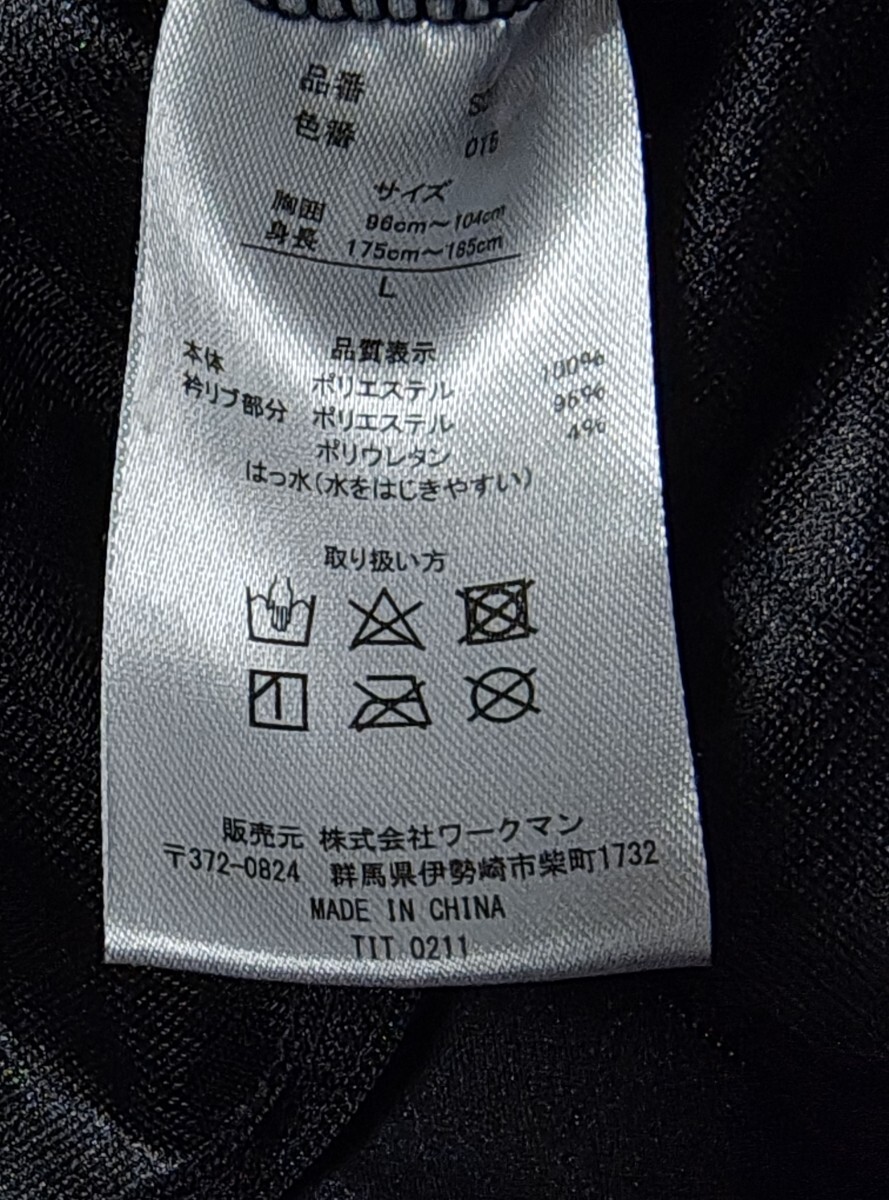 品番
色番 015
サイズ
胸囲 96cm〜104cm
身長 175cm〜185cm
L
品質表示
本体 ポリエステル 100%
衿リブ部分 ポリエステル 96%
ポリウレタン 4%
はっ水(水をはじきやすい)
取り扱い方
販売元 株式会社ワークマン
〒372-0824 群馬県伊勢崎市柴町1732
MADE IN CHINA
TIT 0211